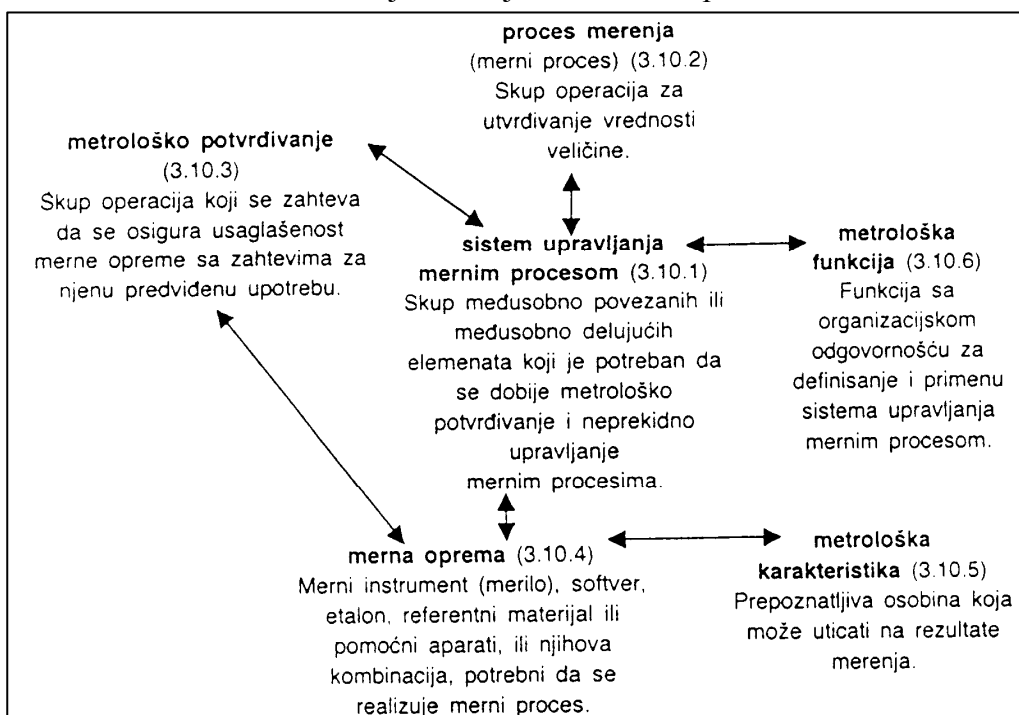 proces merenja
(merni proces) (3.10.2)
Skup operacija za
utvrđivanje vrednosti
veličine.
metrološko potvrđivanje
(3.10.3)
Skup operacija koji se zahteva
da se osigura usaglašenost
merne opreme sa zahtevima za
njenu predviđenu upotrebu.
sistem upravljanja
mernim procesom (3.10.1)
Skup međusobno povezanih ili
međusobno delujućih
elemenata koji je potreban da
se dobije metrološko
potvrđivanje i neprekidno
upravljanje
mernim procesima.
metrološka
funkcija (3.10.6)
Funkcija sa
organizacijskom
odgovornošću za
definisanje i primenu
sistema upravljanja
mernim procesom.
merna oprema (3.10.4)
Merni instrument (merilo), softver,
etalon, referentni materijal ili
pomoćni aparati, ili njihova
kombinacija, potrebni da se
realizuje merni proces.
metrološka
karakteristika (3.10.5)
Prepoznatljiva osobina koja
može uticati na rezultate
merenja.